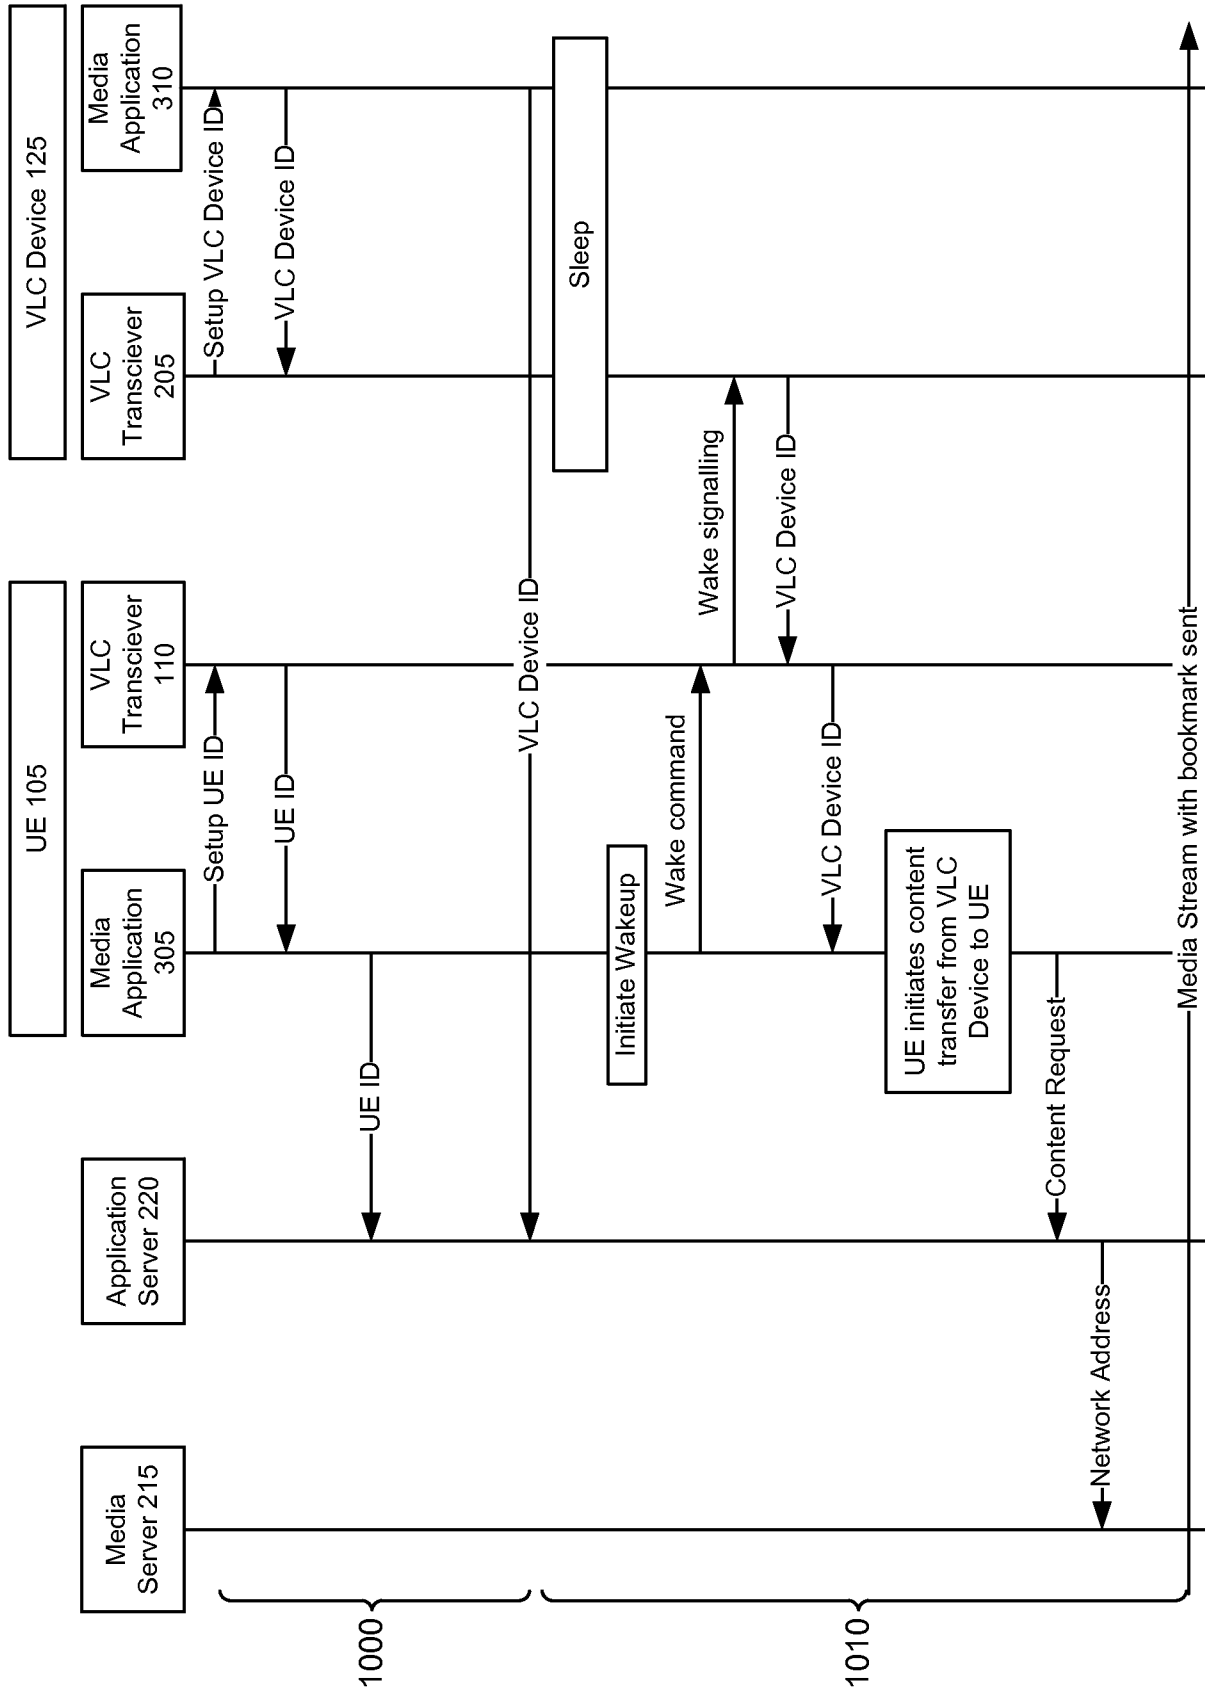 UE 105
VLC Device 125
Media
Server 215
Application
Server 220
Media
Application
305
VLC
Transciever
110
VLC
Transciever
205
Media
Application
310
Setup UE ID
Setup VLC Device ID
UE ID
VLC Device ID
UE ID
VLC Device ID
1000
Sleep
Initiate Wakeup
Wake command
Wake signalling
VLC Device ID
VLC Device ID
UE initiates content
transfer from VLC
Device to UE
Content Request
Network Address
Media Stream with bookmark sent
1010